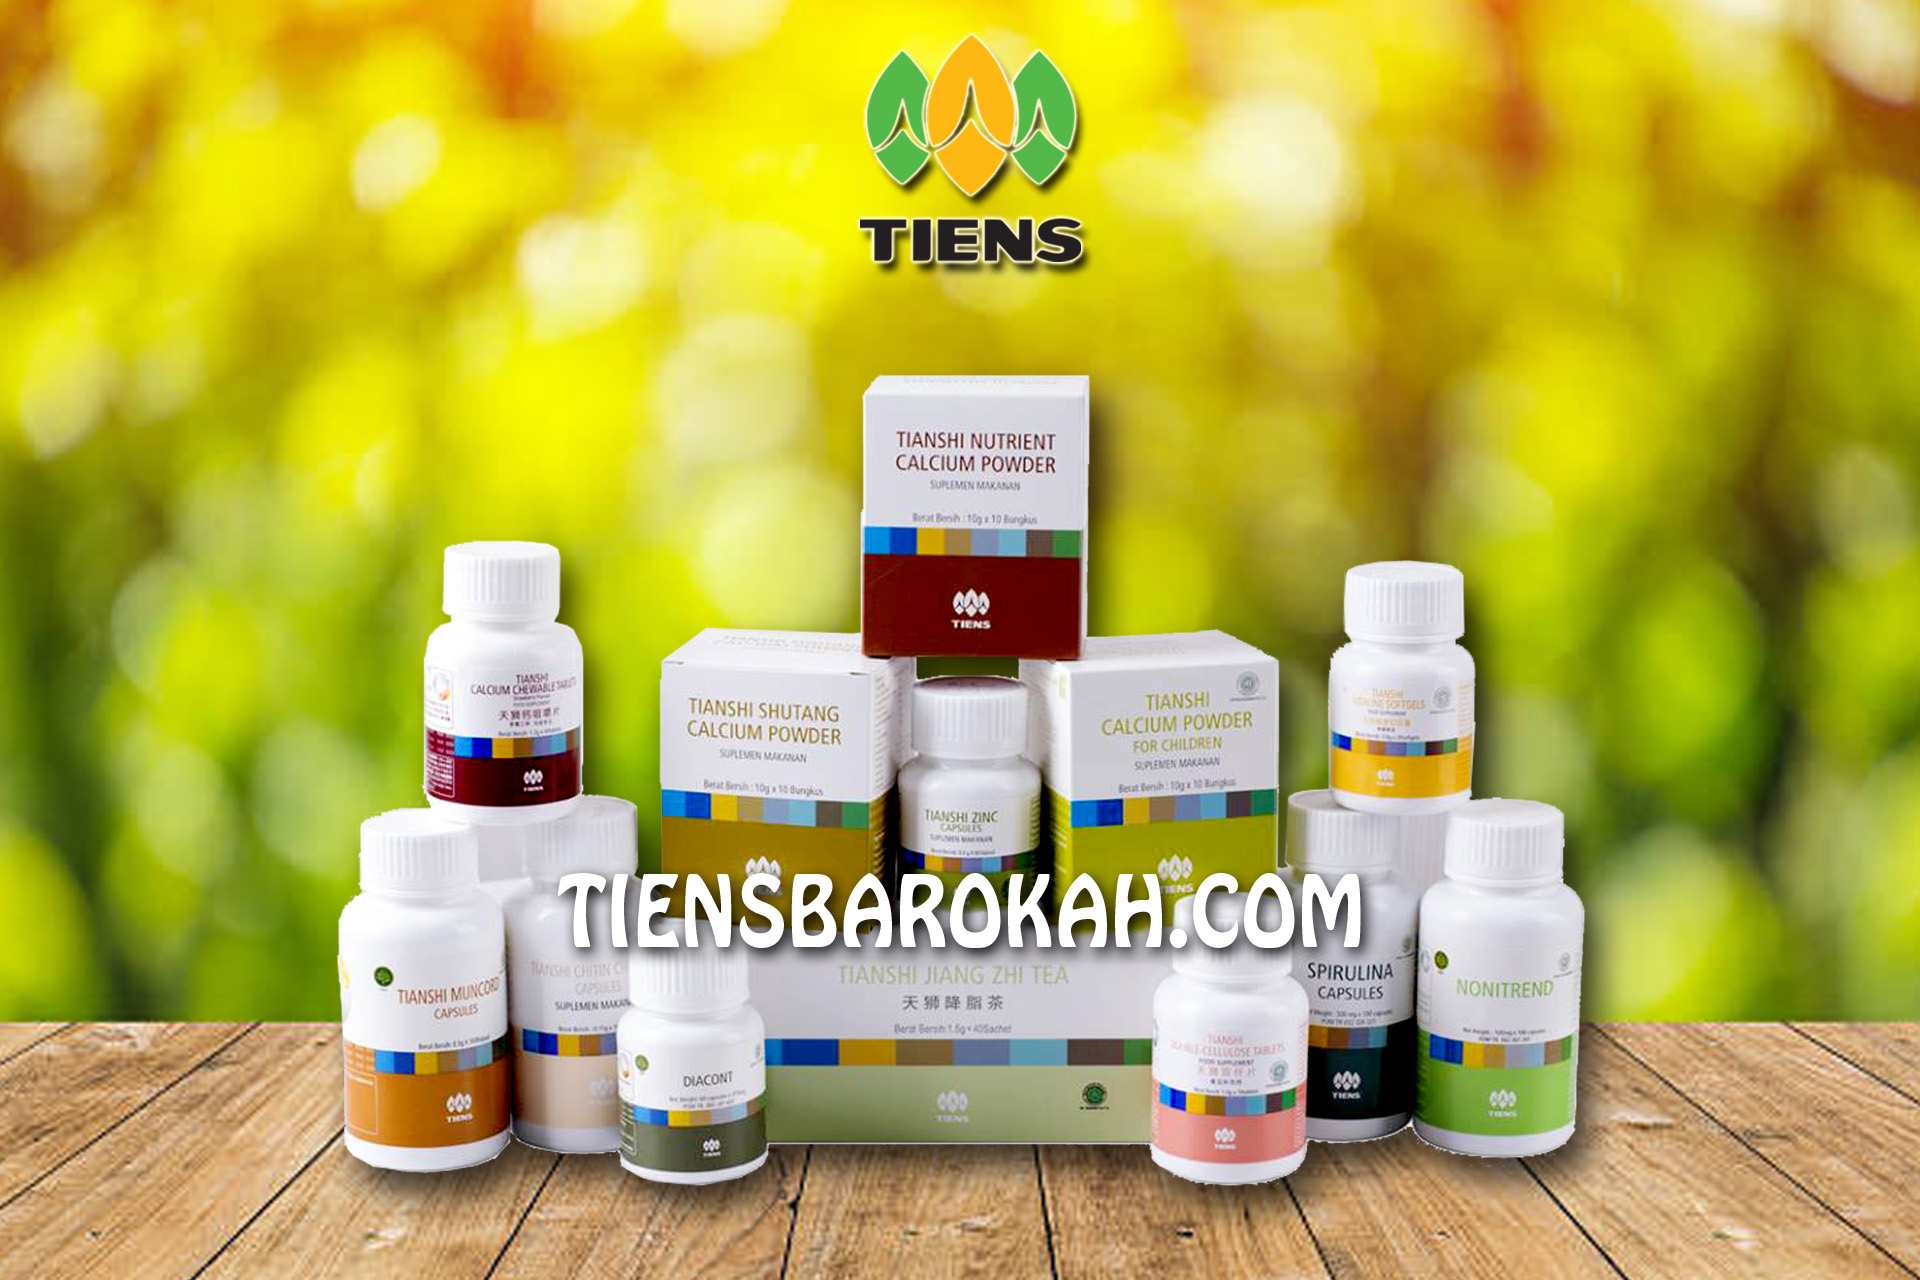 TIENS
TIANSHI NUTRIENT
CALCIUM POWDER
SUPLEMEN MAKANAN
Berat Bersih : 10g x 10 Bungkus
TIENS
TIANSHI
CALCIUM CHEWABLE TABLETS
天狮钙咀嚼片
TIENS
TIANSHI SHUTANG
CALCIUM POWDER
SUPLEMEN MAKANAN
Berat Bersih : 10g x 10 Bungkus
TIANSHI ZINC
CAPSULES
SUPLEMEN MAKANAN
TIANSHI
CALCIUM POWDER
FOR CHILDREN
SUPLEMEN MAKANAN
Berat Bersih : 10g x 10 Bungkus
TIENS
TIANSHI
SOFTGELS
TIENS
TIENSBAROKAH.COM
TIANSHI MUNCORD
CAPSULES
TIENS
TIANSHI CHITIN
CAPSULES
SUPLEMEN
DIACONT
TIENS
TIANSHI JIANG ZHI TEA
天狮降脂茶
Berat Bersih:1.5g × 40Sachet
TIENS
TIANSHI
DOUBLE-CELLULOSE TABLETS
FOOD SUPPLEMENT
TIENS
SPIRULINA
CAPSULES
TIENS
NONITREND
TIENS